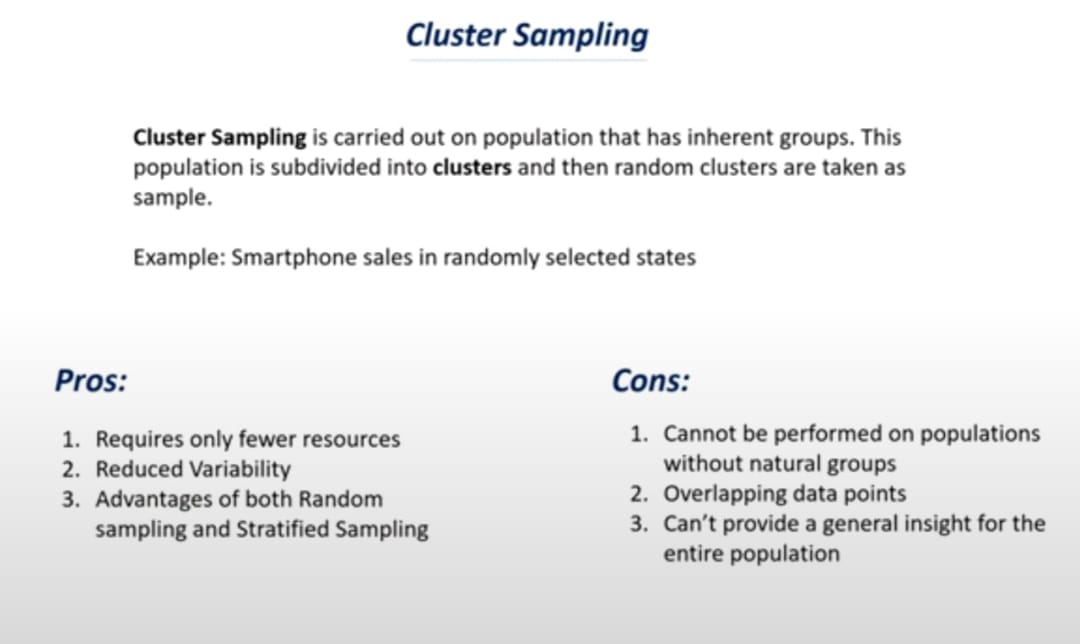 Cluster Sampling
Cluster Sampling is carried out on population that has inherent groups. This
population is subdivided into clusters and then random clusters are taken as
sample.
Example: Smartphone sales in randomly selected states
Pros:
1. Requires only fewer resources
2. Reduced Variability
3. Advantages of both Random
sampling and Stratified Sampling
Cons:
1. Cannot be performed on populations
without natural groups
2. Overlapping data points
3. Can’t provide a general insight for the
entire population